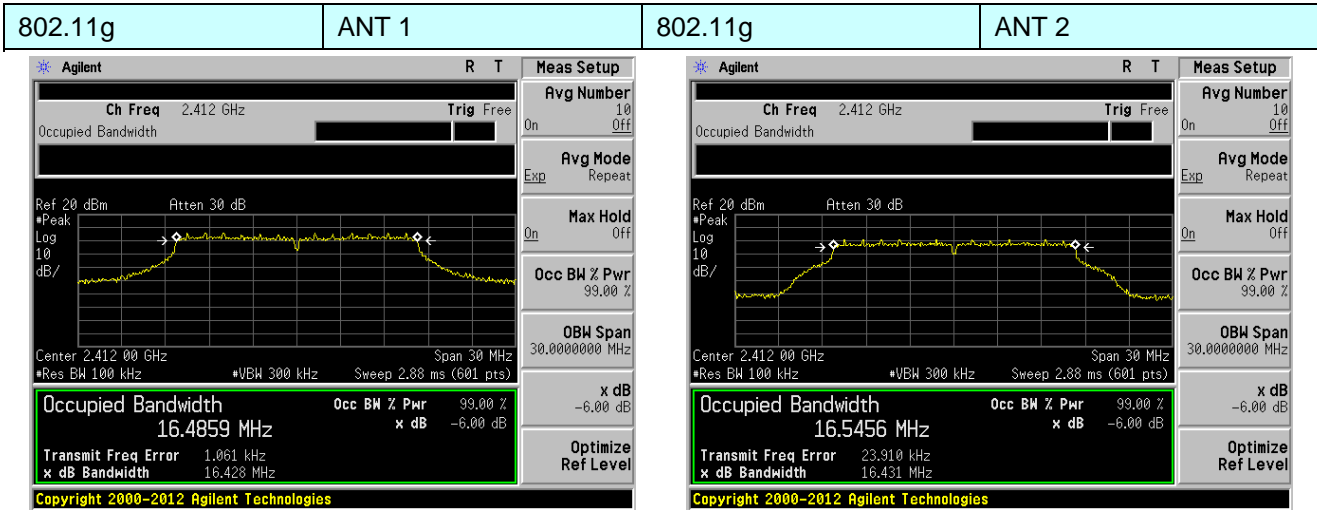 802.11g ANT 1 802.11g ANT 2
Agilent R T Meas Setup
Ch Freq 2.412 GHz Trig Free
Occupied Bandwidth
Avg Number
10
On Off
Avg Mode
Exp Repeat
Ref 20 dBm Atten 30 dB
#Peak
Log
10
dB/
Max Hold
On Off
Occ BW % Pwr
99.00 %
OBW Span
30.0000000 MHz
Center 2.412 00 GHz Span 30 MHz
#Res BW 100 kHz #VBW 300 kHz Sweep 2.88 ms (601 pts)
x dB
-6.00 dB
Occupied Bandwidth Occ BW % Pwr 99.00 %
16.4859 MHz x dB -6.00 dB
Transmit Freq Error 1.061 kHz
x dB Bandwidth 16.428 MHz
Optimize
Ref Level
Copyright 2000-2012 Agilent Technologies
Agilent R T Meas Setup
Ch Freq 2.412 GHz Trig Free
Occupied Bandwidth
Avg Number
10
On Off
Avg Mode
Exp Repeat
Ref 20 dBm Atten 30 dB
#Peak
Log
10
dB/
Max Hold
On Off
Occ BW % Pwr
99.00 %
OBW Span
30.0000000 MHz
Center 2.412 00 GHz Span 30 MHz
#Res BW 100 kHz #VBW 300 kHz Sweep 2.88 ms (601 pts)
x dB
-6.00 dB
Occupied Bandwidth Occ BW % Pwr 99.00 %
16.5456 MHz x dB -6.00 dB
Transmit Freq Error 23.910 kHz
x dB Bandwidth 16.431 MHz
Optimize
Ref Level
Copyright 2000-2012 Agilent Technologies